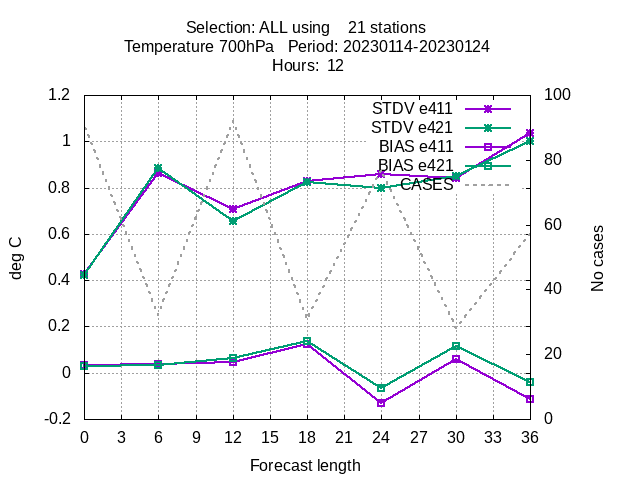 Selection: ALL using    21 stations
Temperature 700hPa   Period: 20230114-20230124
Hours:  12
1.2
1
0.8
0.6
0.4
0.2
0
-0.2
deg C
STDV e411
STDV e421
BIAS e411
BIAS e421
CASES
100
80
60
40
20
0
No cases
0 3 6 9 12 15 18 21 24 27 30 33 36
Forecast length